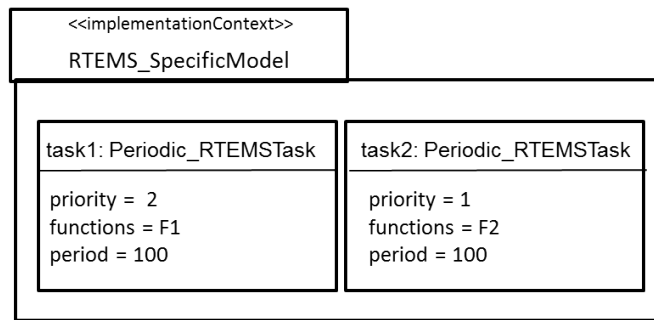 <<implementationContext>>
RTEMS_SpecificModel
task1: Periodic_RTEMSTask
priority = 2
functions = F1
period = 100
task2: Periodic_RTEMSTask
priority = 1
functions = F2
period = 100